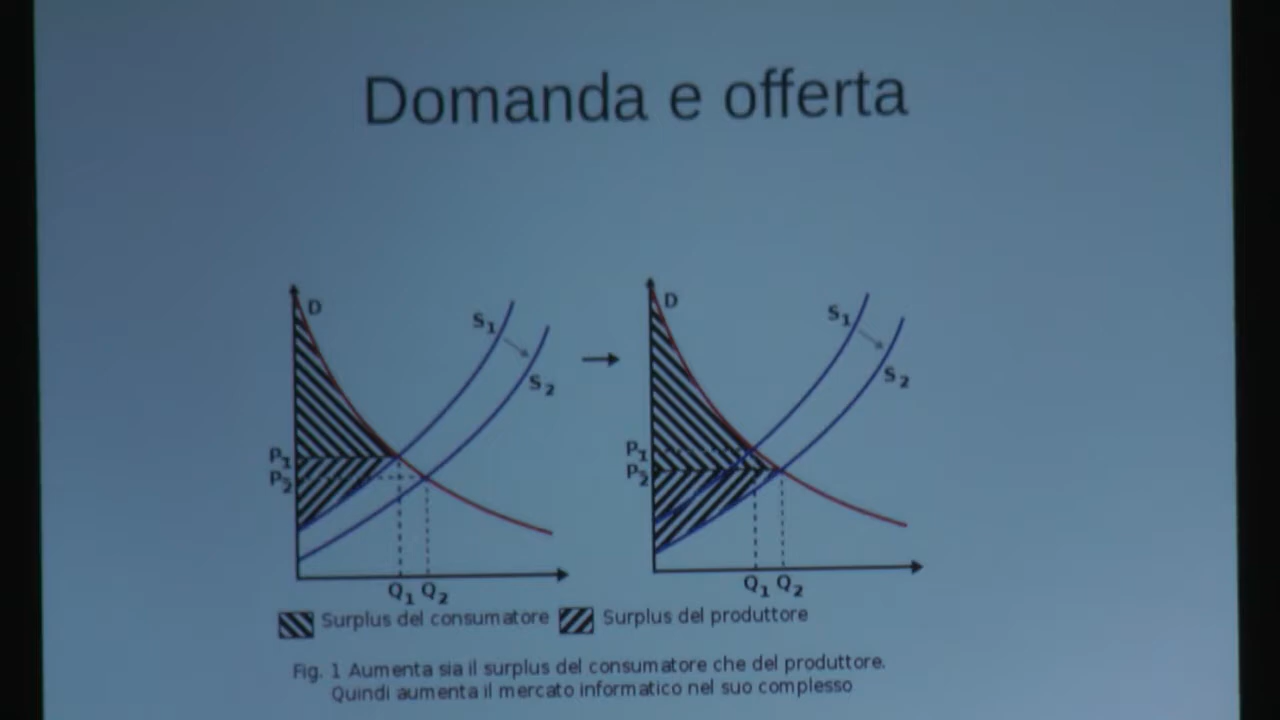 Domanda e offerta
D
S1
S2
P1
P2
Q1 Q2
D
S1
S2
P1
P2
Q1 Q2
Surplus del consumatore
Surplus del produttore
Fig. 1 Aumenta sia il surplus del consumatore che del produttore.
Quindi aumenta il mercato informatico nel suo complesso